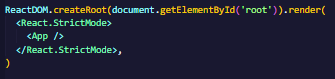 ReactDOM.createRoot(document.getElementById('root')).render(
  <React.StrictMode>
    <App />
  </React.StrictMode>,
)